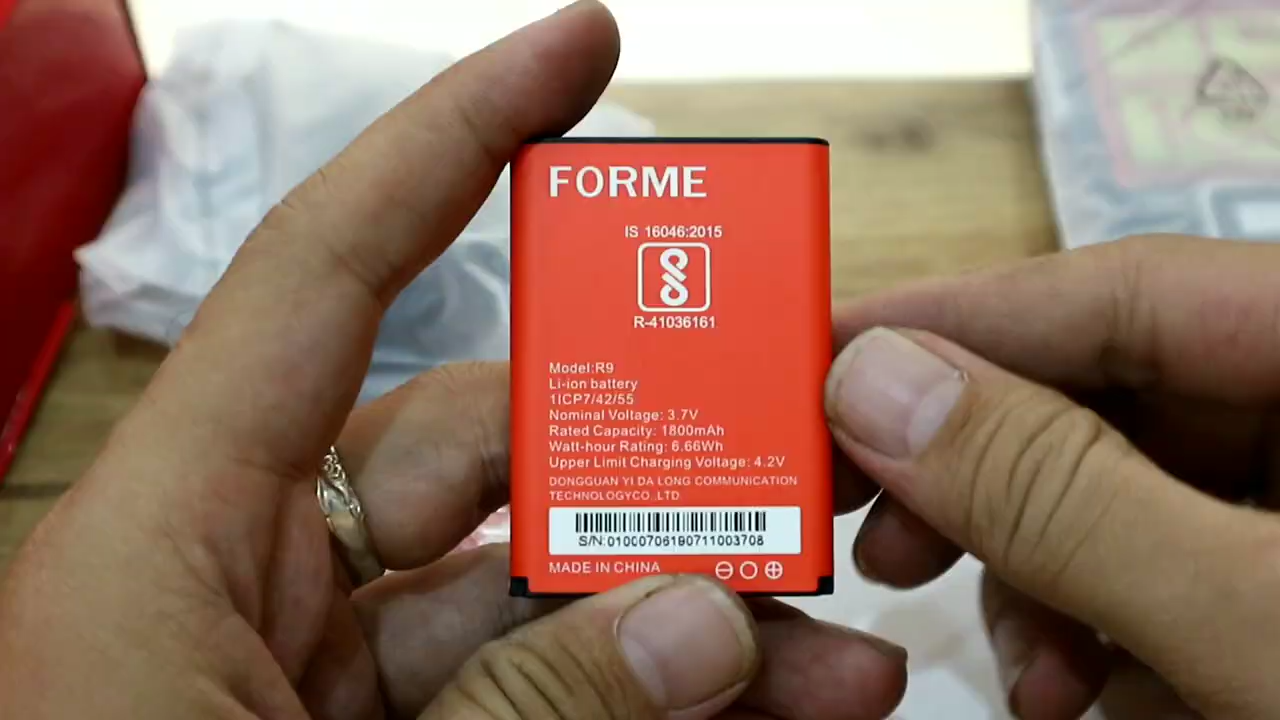 FORME
IS 16046:2015
R-41036161
Model:R9
Li-ion battery
1ICP7/42/55
Nominal Voltage: 3.7V
Rated Capacity: 1800mAh
Watt-hour Rating: 6.66Wh
Upper Limit Charging Voltage: 4.2V
DONGGUAN YI DA LONG COMMUNICATION
TECHNOLOGYCO.,LTD
S/N:01000706190711003708
MADE IN CHINA